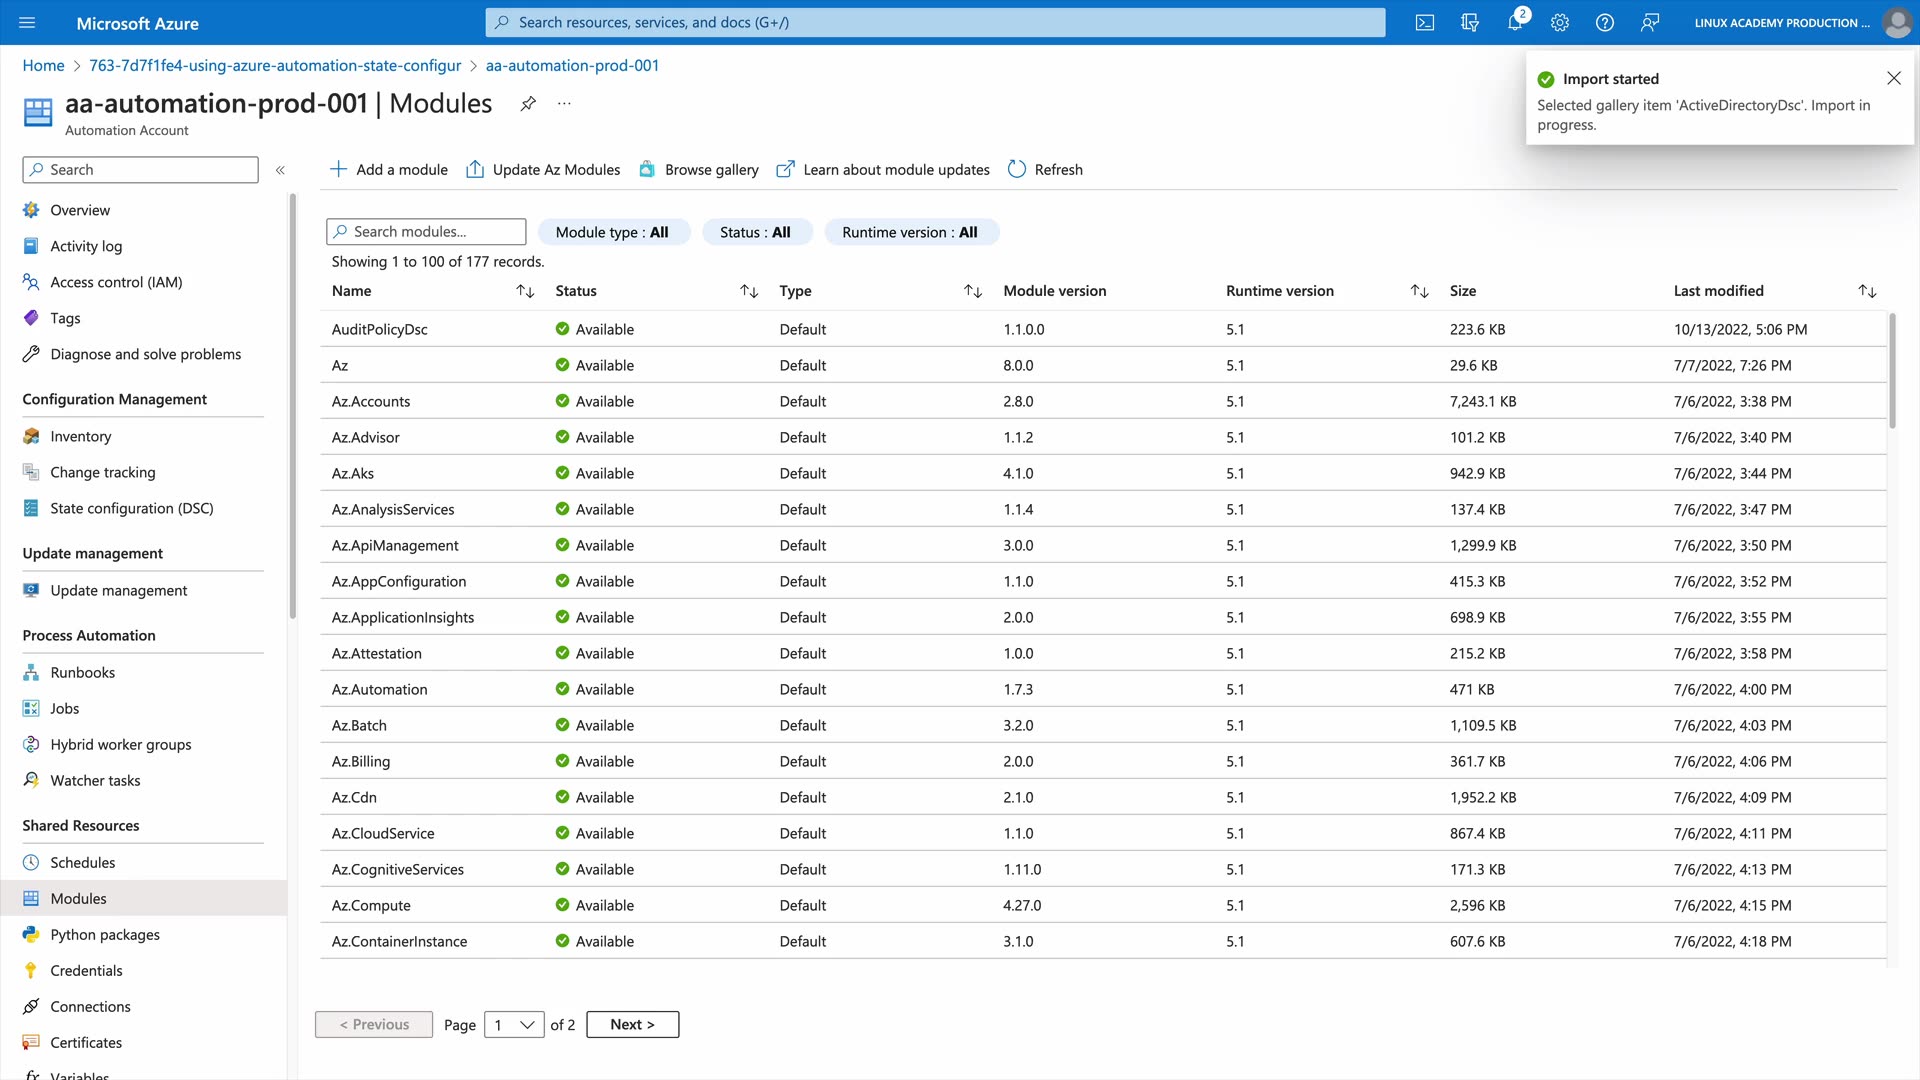 Microsoft Azure
Search resources, services, and docs (G+/)
2
LINUX ACADEMY PRODUCTION ...
Home > 763-7d7f1fe4-using-azure-automation-state-configur > aa-automation-prod-001
Import started
Selected gallery item 'ActiveDirectoryDsc'. Import in
progress.
aa-automation-prod-001 | Modules
...
Automation Account
Search
«
Overview
Activity log
Access control (IAM)
Tags
Diagnose and solve problems
Configuration Management
Inventory
Change tracking
State configuration (DSC)
Update management
Update management
Process Automation
Runbooks
Jobs
Hybrid worker groups
Watcher tasks
Shared Resources
Schedules
Modules
Python packages
Credentials
Connections
Certificates
Variables
Add a module Update Az Modules Browse gallery Learn about module updates Refresh
Search modules... Module type : All Status : All Runtime version : All
Showing 1 to 100 of 177 records.
Name Status Type Module version Runtime version Size Last modified
AuditPolicyDsc Available Default 1.1.0.0 5.1 223.6 KB 10/13/2022, 5:06 PM
Az Available Default 8.0.0 5.1 29.6 KB 7/7/2022, 7:26 PM
Az.Accounts Available Default 2.8.0 5.1 7,243.1 KB 7/6/2022, 3:38 PM
Az.Advisor Available Default 1.1.2 5.1 101.2 KB 7/6/2022, 3:40 PM
Az.Aks Available Default 4.1.0 5.1 942.9 KB 7/6/2022, 3:44 PM
Az.AnalysisServices Available Default 1.1.4 5.1 137.4 KB 7/6/2022, 3:47 PM
Az.ApiManagement Available Default 3.0.0 5.1 1,299.9 KB 7/6/2022, 3:50 PM
Az.AppConfiguration Available Default 1.1.0 5.1 415.3 KB 7/6/2022, 3:52 PM
Az.ApplicationInsights Available Default 2.0.0 5.1 698.9 KB 7/6/2022, 3:55 PM
Az.Attestation Available Default 1.0.0 5.1 215.2 KB 7/6/2022, 3:58 PM
Az.Automation Available Default 1.7.3 5.1 471 KB 7/6/2022, 4:00 PM
Az.Batch Available Default 3.2.0 5.1 1,109.5 KB 7/6/2022, 4:03 PM
Az.Billing Available Default 2.0.0 5.1 361.7 KB 7/6/2022, 4:06 PM
Az.Cdn Available Default 2.1.0 5.1 1,952.2 KB 7/6/2022, 4:09 PM
Az.CloudService Available Default 1.1.0 5.1 867.4 KB 7/6/2022, 4:11 PM
Az.CognitiveServices Available Default 1.11.0 5.1 171.3 KB 7/6/2022, 4:13 PM
Az.Compute Available Default 4.27.0 5.1 2,596 KB 7/6/2022, 4:15 PM
Az.ContainerInstance Available Default 3.1.0 5.1 607.6 KB 7/6/2022, 4:18 PM
< Previous Page 1 of 2 Next >